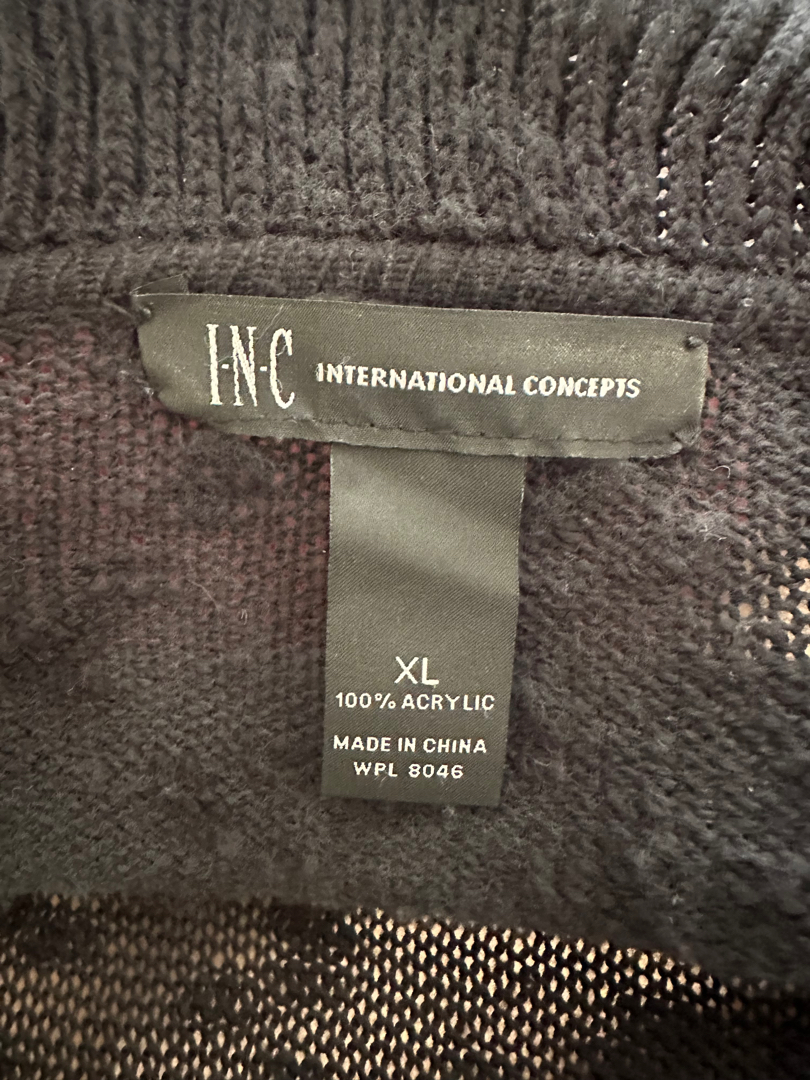 I·N·C INTERNATIONAL CONCEPTS
XL
100% ACRYLIC
MADE IN CHINA
WPL 8046